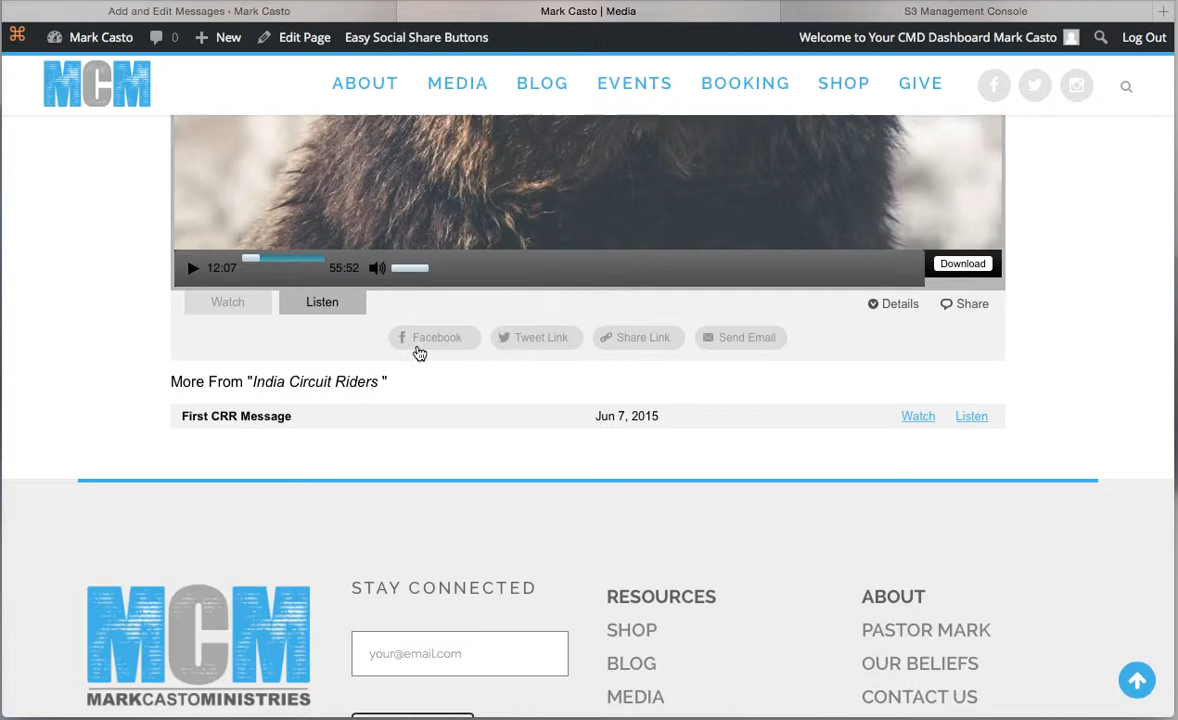 Add and Edit Messages • Mark Casto
Mark Casto | Media
S3 Management Console
Mark Casto 0 New Edit Page Easy Social Share Buttons
Welcome to Your CMD Dashboard Mark Casto Log Out
MCM
ABOUT MEDIA BLOG EVENTS BOOKING SHOP GIVE
12:07 55:52 Download
Watch Listen Details Share
Facebook Tweet Link Share Link Send Email
More From "India Circuit Riders "
First CRR Message Jun 7, 2015 Watch Listen
MCM
MARKCASTOMINISTRIES
STAY CONNECTED
your@email.com
RESOURCES
SHOP
BLOG
MEDIA
ABOUT
PASTOR MARK
OUR BELIEFS
CONTACT US